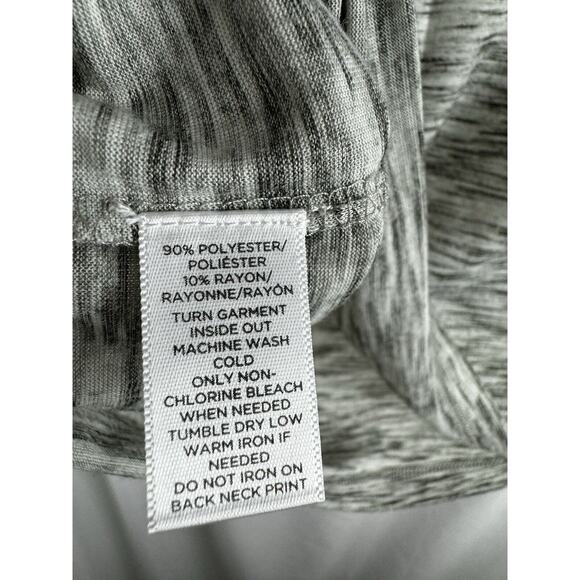 90% POLYESTER/
POLIÉSTER
10% RAYON/
RAYONNE/RAYÓN
TURN GARMENT
INSIDE OUT
MACHINE WASH
COLD
ONLY NON-
CHLORINE BLEACH
WHEN NEEDED
TUMBLE DRY LOW
WARM IRON IF
NEEDED
DO NOT IRON ON
BACK NECK PRINT